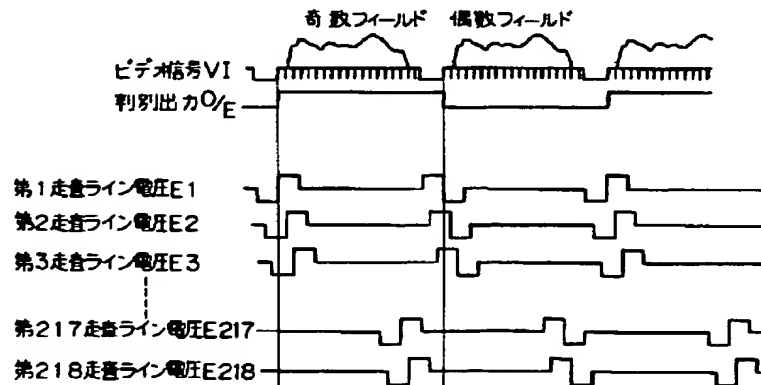 奇数フィールド 偶数フィールド
ビデオ信号VI
判別出力O/E
第1走査ライン電圧E1
第2走査ライン電圧E2
第3走査ライン電圧E3
第217走査ライン電圧E217
第218走査ライン電圧E218